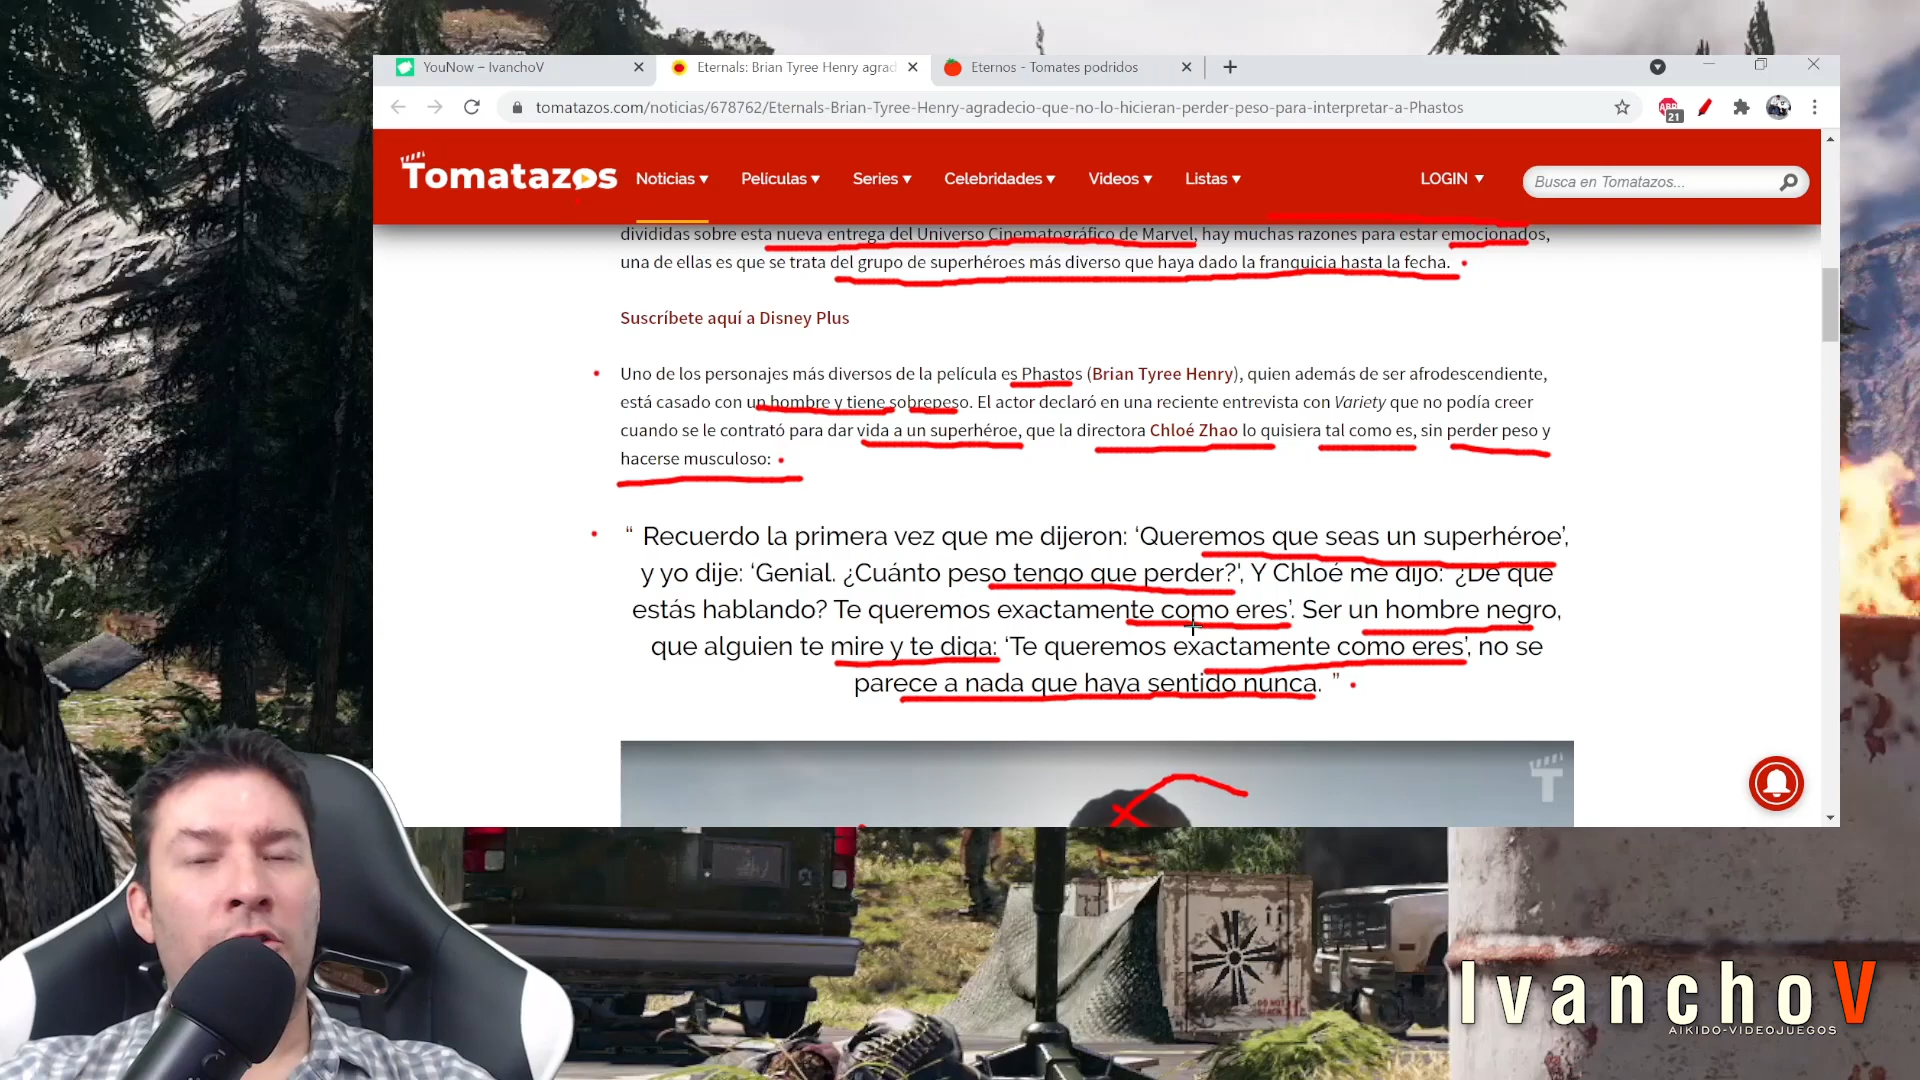 YouNow – IvanchoV
Eternals: Brian Tyree Henry agrad
Eternos - Tomates podridos
tomatazos.com/noticias/678762/Eternals-Brian-Tyree-Henry-agradecio-que-no-lo-hicieran-perder-peso-para-interpretar-a-Phastos
ABP
21
Tomatazos
Noticias ▾
Películas ▾
Series ▾
Celebridades ▾
Videos ▾
Listas ▾
LOGIN ▾
Busca en Tomatazos...
divididas sobre esta nueva entrega del Universo Cinematográfico de Marvel, hay muchas razones para estar emocionados,
una de ellas es que se trata del grupo de superhéroes más diverso que haya dado la franquicia hasta la fecha.
Suscríbete aquí a Disney Plus
Uno de los personajes más diversos de la película es Phastos (Brian Tyree Henry), quien además de ser afrodescendiente,
está casado con un hombre y tiene sobrepeso. El actor declaró en una reciente entrevista con Variety que no podía creer
cuando se le contrató para dar vida a un superhéroe, que la directora Chloé Zhao lo quisiera tal como es, sin perder peso y
hacerse musculoso:
“ Recuerdo la primera vez que me dijeron: ‘Queremos que seas un superhéroe’,
y yo dije: ‘Genial. ¿Cuánto peso tengo que perder?’, Y Chloé me dijo: ‘¿De qué
estás hablando? Te queremos exactamente como eres’. Ser un hombre negro,
que alguien te mire y te diga: ‘Te queremos exactamente como eres’, no se
parece a nada que haya sentido nunca. ”
T
IvanchoV
AIKIDO-VIDEOJUEGOS